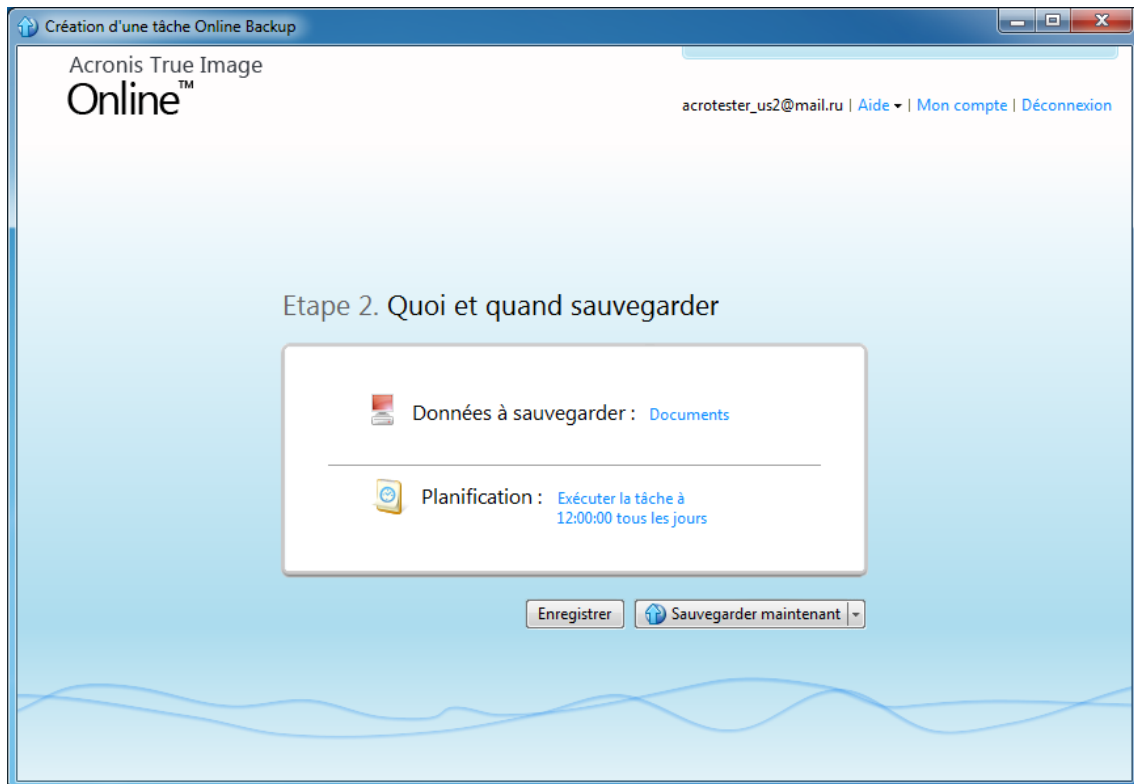 Création d'une tâche Online Backup
Acronis True Image
Online™
acrotester_us2@mail.ru | Aide | Mon compte | Déconnexion
Etape 2. Quoi et quand sauvegarder
Données à sauvegarder : Documents
Planification : Exécuter la tâche à
12:00:00 tous les jours
Enregistrer
Sauvegarder maintenant